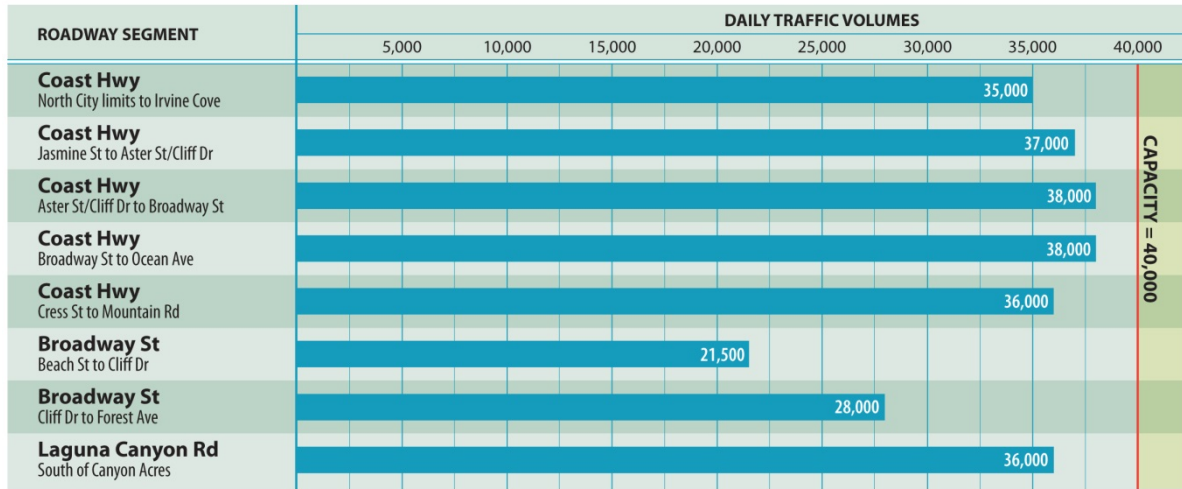 ROADWAY SEGMENT
DAILY TRAFFIC VOLUMES
5,000 10,000 15,000 20,000 25,000 30,000 35,000 40,000
Coast Hwy
North City limits to Irvine Cove
35,000
Coast Hwy
Jasmine St to Aster St/Cliff Dr
37,000
Coast Hwy
Aster St/Cliff Dr to Broadway St
38,000
Coast Hwy
Broadway St to Ocean Ave
38,000
Coast Hwy
Cress St to Mountain Rd
36,000
Broadway St
Beach St to Cliff Dr
21,500
Broadway St
Cliff Dr to Forest Ave
28,000
Laguna Canyon Rd
South of Canyon Acres
36,000
CAPACITY = 40,000